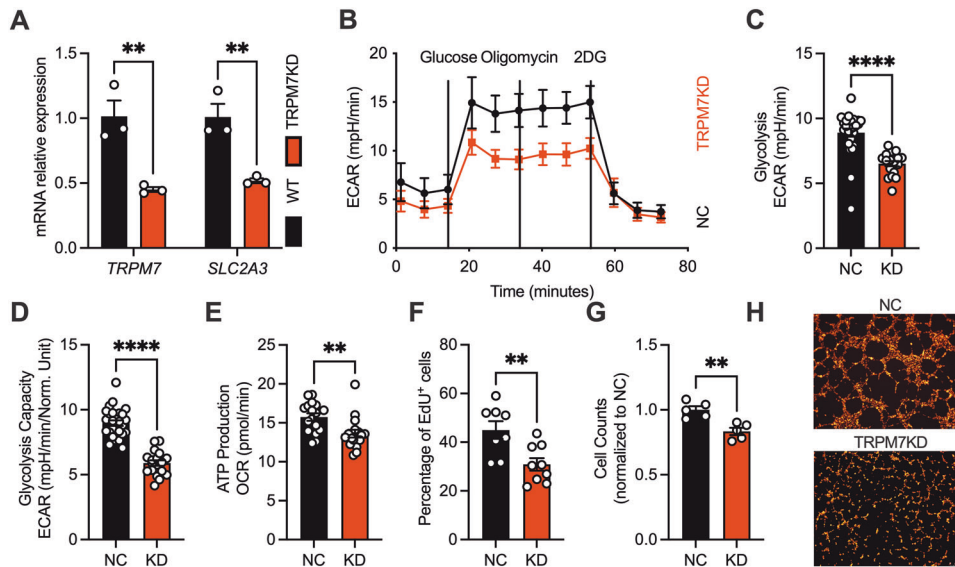 A
mRNA relative expression
1.5
1.0
0.5
0.0
**
**
TRPM7
SLC2A3
WT
TRPM7KD
B
ECAR (mpH/min)
20
15
10
5
0
Glucose Oligomycin 2DG
0 20 40 60 80
Time (minutes)
NC
TRPM7KD
C
Glycolysis
ECAR (mpH/min)
15
10
5
0
****
NC KD
D
Glycolysis Capacity
ECAR (mpH/min/Norm. Unit)
15
10
5
0
****
NC KD
E
ATP Production
OCR (pmol/min)
25
20
15
10
5
0
**
NC KD
F
Percentage of EdU+ cells
80
60
40
20
0
**
NC KD
G
Cell Counts
(normalized to NC)
1.5
1.0
0.5
0.0
**
NC KD
H
NC
TRPM7KD